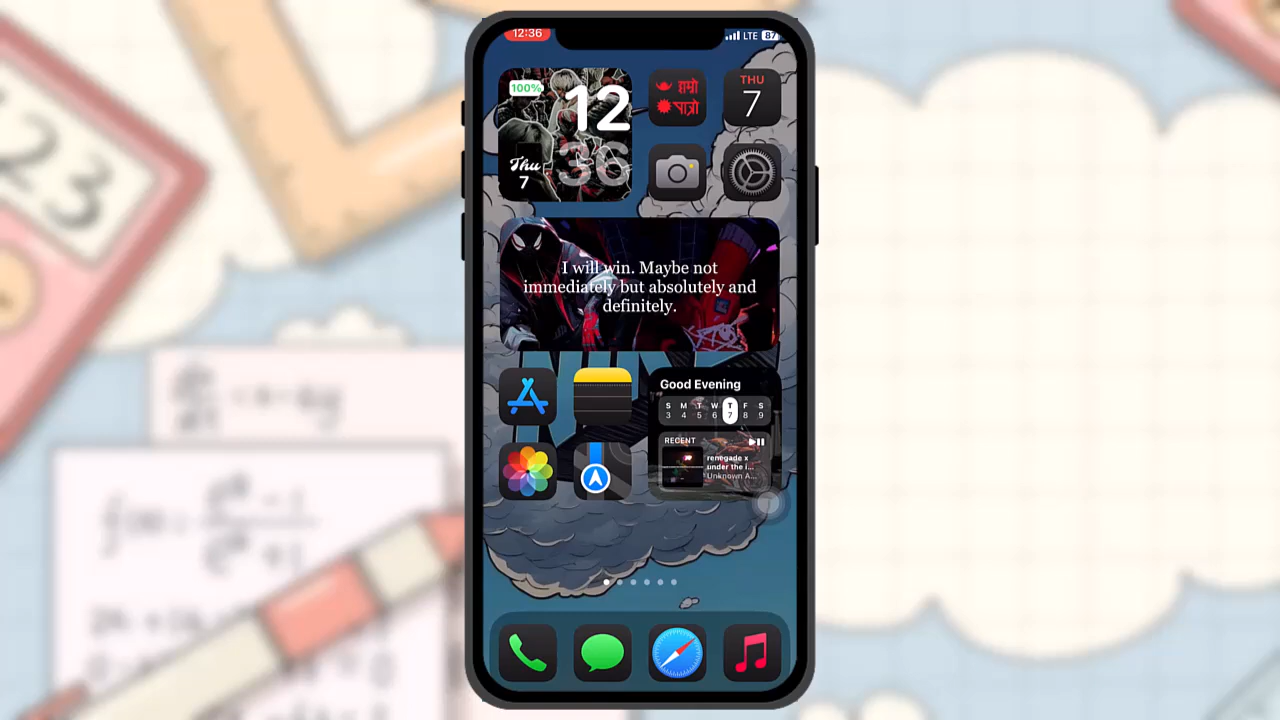 12:36
LTE 87
100%
12
36
Thu
7
हाम्रो
पात्रो
THU
7
I will win. Maybe not
immediately but absolutely and
definitely.
Good Evening
S M T W T F S
3 4 5 6 7 8 9
RECENT
renegade x
under the i...
Unknown A...
123